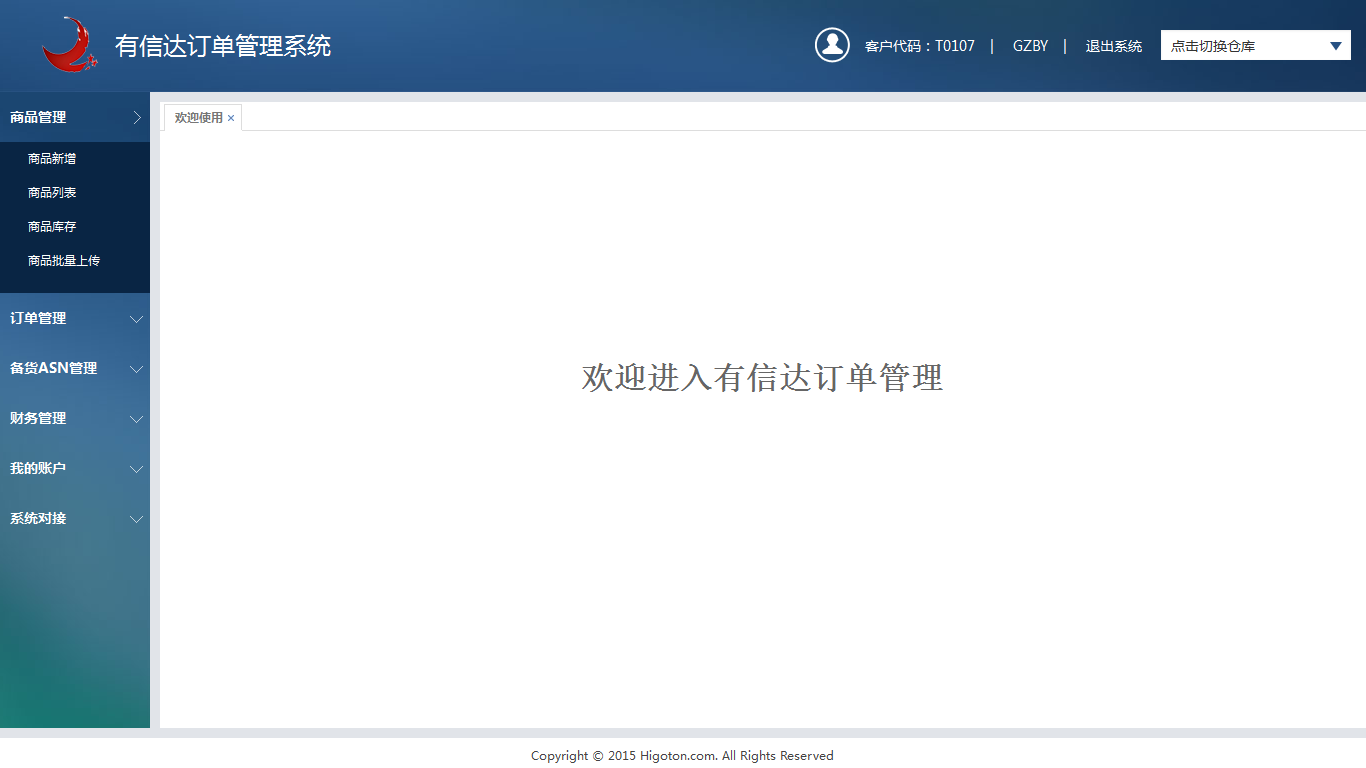 有信达订单管理系统
客户代码：T0107 | GZBY | 退出系统
点击切换仓库
商品管理
商品新增
商品列表
商品库存
商品批量上传
订单管理
备货ASN管理
财务管理
我的账户
系统对接
欢迎使用 ×
欢迎进入有信达订单管理
Copyright © 2015 Higoton.com. All Rights Reserved